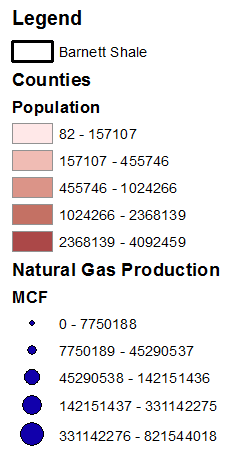 Legend
Barnett Shale
Counties
Population
82 - 157107
157107 - 455746
455746 - 1024266
1024266 - 2368139
2368139 - 4092459
Natural Gas Production
MCF
0 - 7750188
7750189 - 45290537
45290538 - 142151436
142151437 - 331142275
331142276 - 821544018